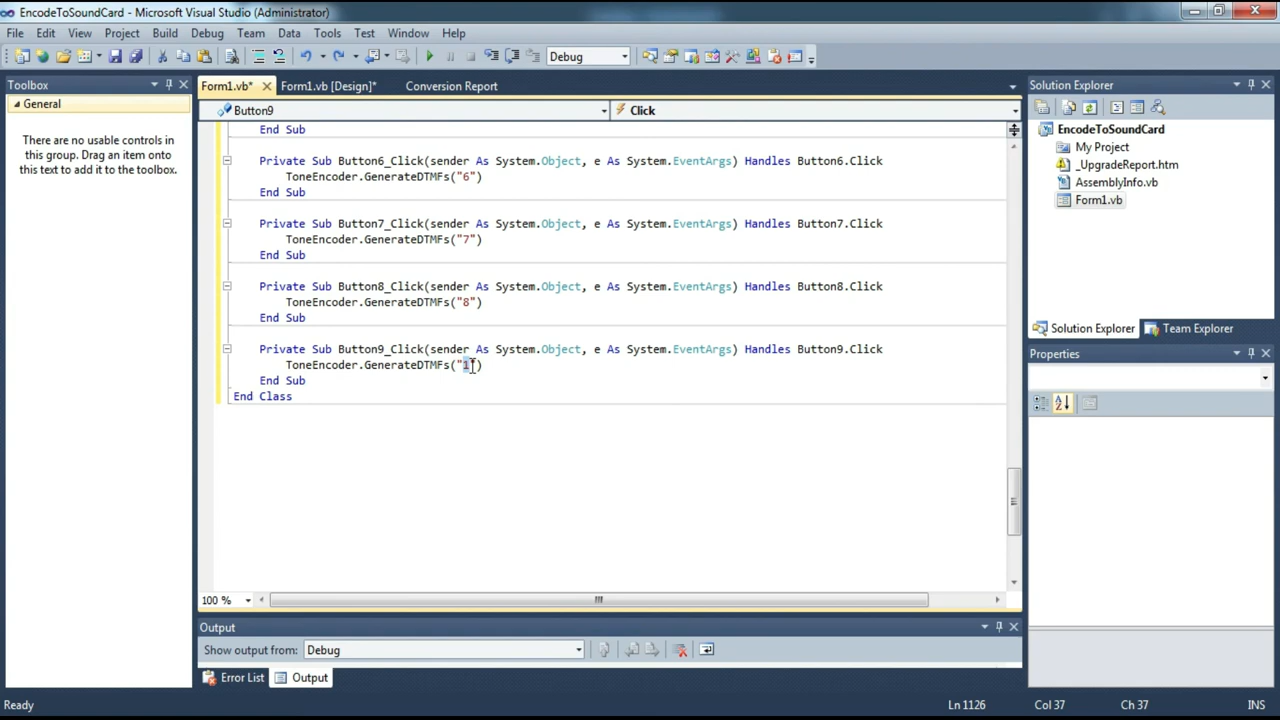 EncodeToSoundCard - Microsoft Visual Studio (Administrator)
File Edit View Project Build Debug Team Data Tools Test Window Help
Debug
Toolbox
General
There are no usable controls in
this group. Drag an item onto
this text to add it to the toolbox.
Form1.vb* Form1.vb [Design]* Conversion Report
Button9 Click
End Sub
Private Sub Button6_Click(sender As System.Object, e As System.EventArgs) Handles Button6.Click
ToneEncoder.GenerateDTMFs("6")
End Sub
Private Sub Button7_Click(sender As System.Object, e As System.EventArgs) Handles Button7.Click
ToneEncoder.GenerateDTMFs("7")
End Sub
Private Sub Button8_Click(sender As System.Object, e As System.EventArgs) Handles Button8.Click
ToneEncoder.GenerateDTMFs("8")
End Sub
Private Sub Button9_Click(sender As System.Object, e As System.EventArgs) Handles Button9.Click
ToneEncoder.GenerateDTMFs("1")
End Sub
End Class
100 %
Output
Show output from: Debug
Error List Output
Solution Explorer
EncodeToSoundCard
My Project
_UpgradeReport.htm
AssemblyInfo.vb
Form1.vb
Solution Explorer Team Explorer
Properties
Ready Ln 1126 Col 37 Ch 37 INS